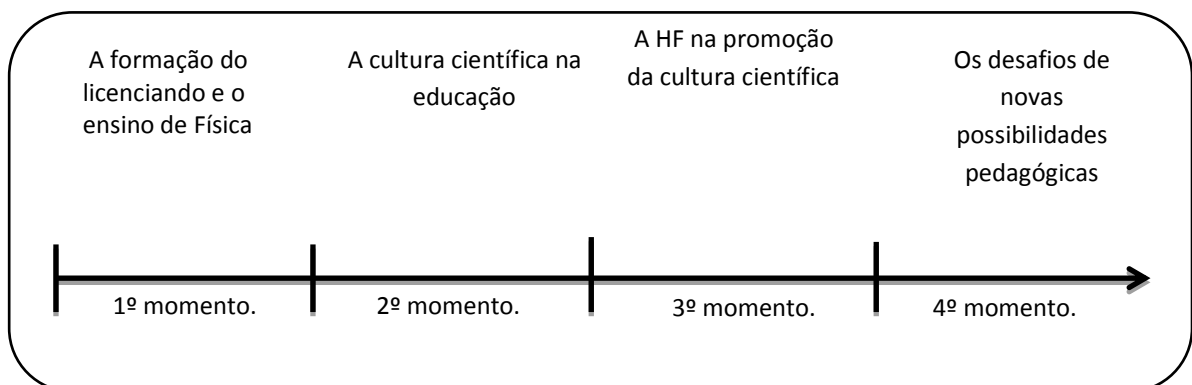 A formação do
licenciando e o
ensino de Física
A cultura científica na
educação
A HF na promoção
da cultura científica
Os desafios de
novas
possibilidades
pedagógicas
1º momento.
2º momento.
3º momento.
4º momento.